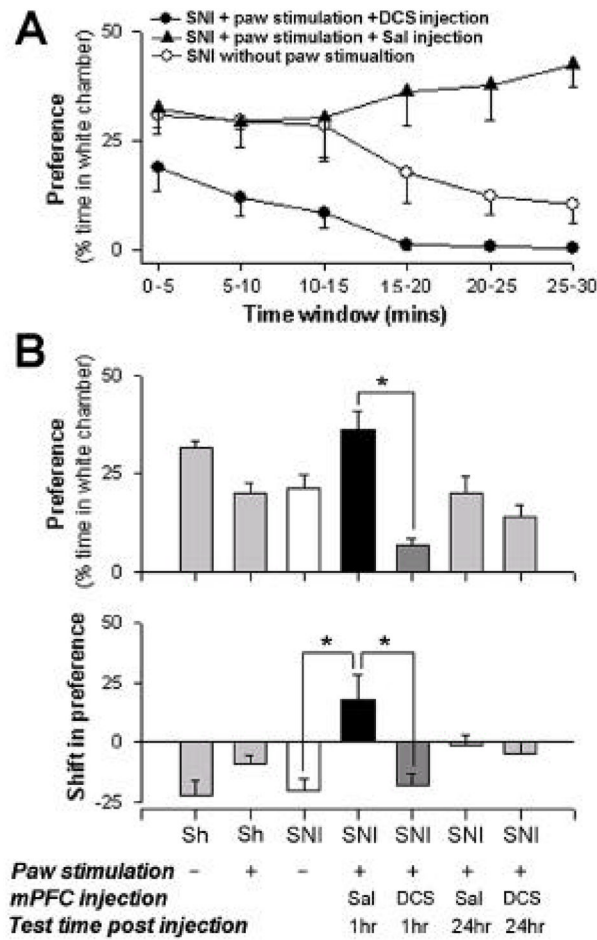 A
SNI + paw stimulation +DCS injection
SNI + paw stimulation + Sal injection
SNI without paw stimualtion
Preference
(% time in white chamber)
50
25
0
0-5 5-10 10-15 15-20 20-25 25-30
Time window (mins)
B
Preference
(% time in white chamber)
50
25
0
*
Shift in preference
50
25
0
-25
* *
Sh Sh SNI SNI SNI SNI SNI
Paw stimulation - + - + + + +
mPFC injection Sal DCS Sal DCS
Test time post injection 1hr 1hr 24hr 24hr